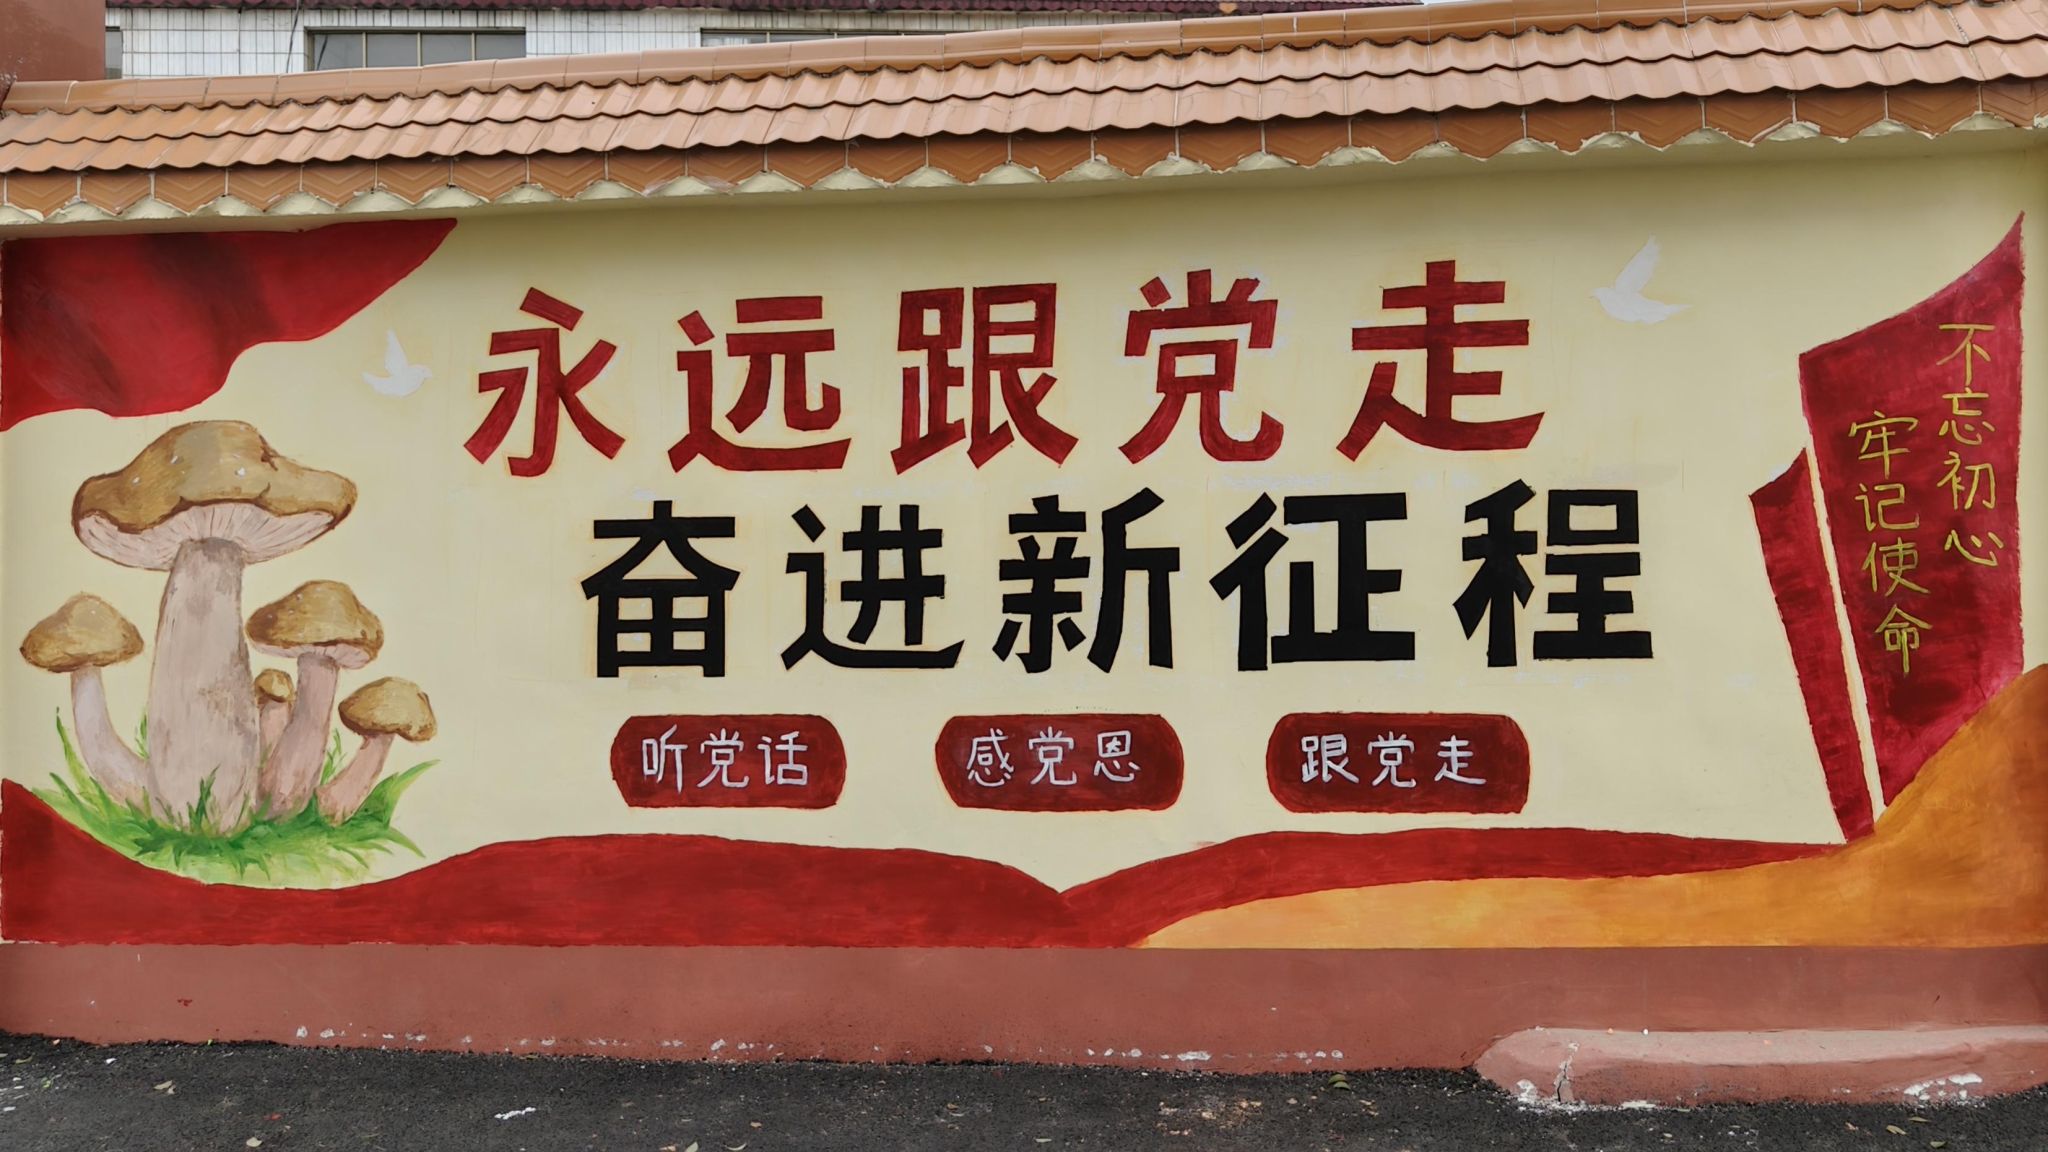 永远跟党走
奋进新征程
听党话
感党恩
跟党走
不忘初心
牢记使命